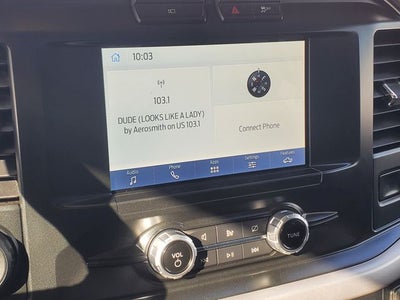 10:03
103.1
DUDE (LOOKS LIKE A LADY)
by Aerosmith on US 103.1
Connect Phone
Audio Phone Apps Settings Features
VOL
TUNE